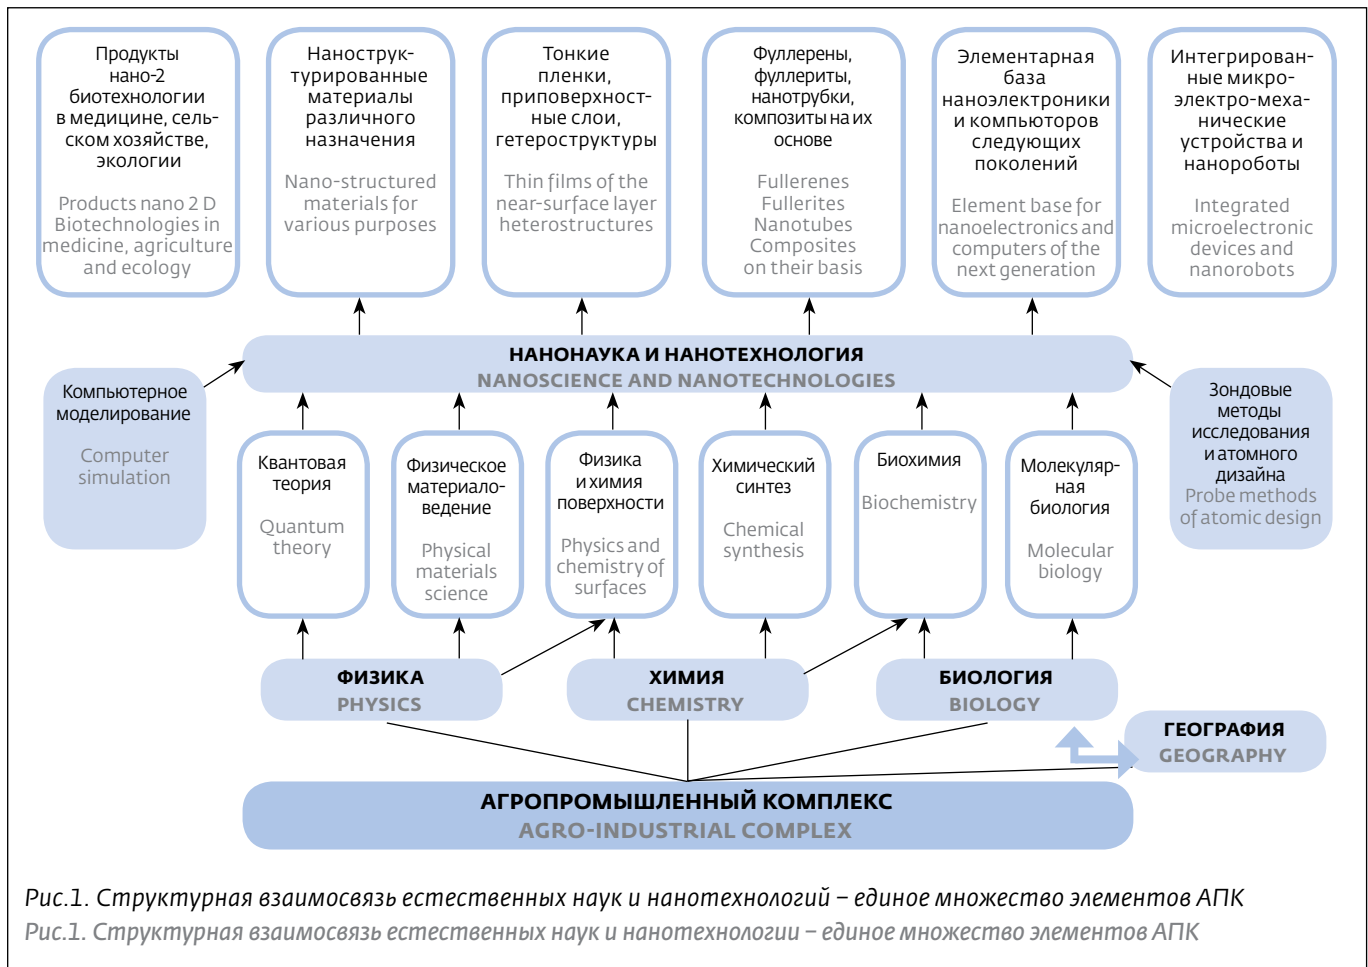 Продукты
нано-2
биотехнологии
в медицине, сель-
ском хозяйстве,
экологии
Products nano 2 D
Biotechnologies in
medicine, agriculture
and ecology
Нанострук-
турированные
материалы
различного
назначения
Nano-structured
materials for
various purposes
Тонкие
пленки,
приповерхност-
ные слои,
гетероструктуры
Thin films of the
near-surface layer
heterostructures
Фуллерены,
фуллериты,
нанотрубки,
композиты на их
основе
Fullerenes
Fullerites
Nanotubes
Composites
on their basis
Элементарная
база
наноэлектроники
и компьюторов
следующих
поколений
Element base for
nanoelectronics and
computers of the
next generation
Интегрирован-
ные микро-
электро-меха-
нические
устройства и
нанороботы
Integrated
microelectronic
devices and
nanorobots
НАНОНАУКА И НАНОТЕХНОЛОГИЯ
NANOSCIENCE AND NANOTECHNOLOGIES
Компьютерное
моделирование
Computer
simulation
Квантовая
теория
Quantum
theory
Физическое
материало-
ведение
Physical
materials
science
Физика
и химия
поверхности
Physics and
chemistry of
surfaces
Химический
синтез
Chemical
synthesis
Биохимия
Biochemistry
Молекуляр-
ная
биология
Molecular
biology
Зондовые
методы
исследования
и атомного
дизайна
Probe methods
of atomic design
ФИЗИКА
PHYSICS
ХИМИЯ
CHEMISTRY
БИОЛОГИЯ
BIOLOGY
ГЕОГРАФИЯ
GEOGRAPHY
АГРОПРОМЫШЛЕННЫЙ КОМПЛЕКС
AGRO-INDUSTRIAL COMPLEX
Рис.1. Структурная взаимосвязь естественных наук и нанотехнологий – единое множество элементов АПК
Рис.1. Структурная взаимосвязь естественных наук и нанотехнологии – единое множество элементов АПК